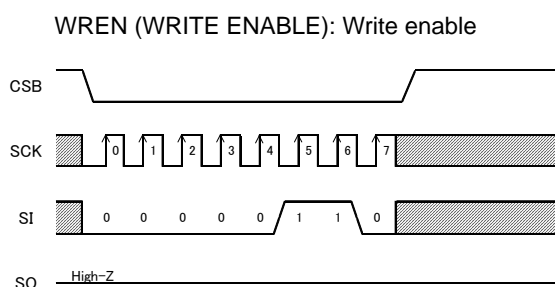 WREN (WRITE ENABLE): Write enable
CSB
SCK 0 1 2 3 4 5 6 7
SI 0 0 0 0 0 1 1 0
High-Z
SO